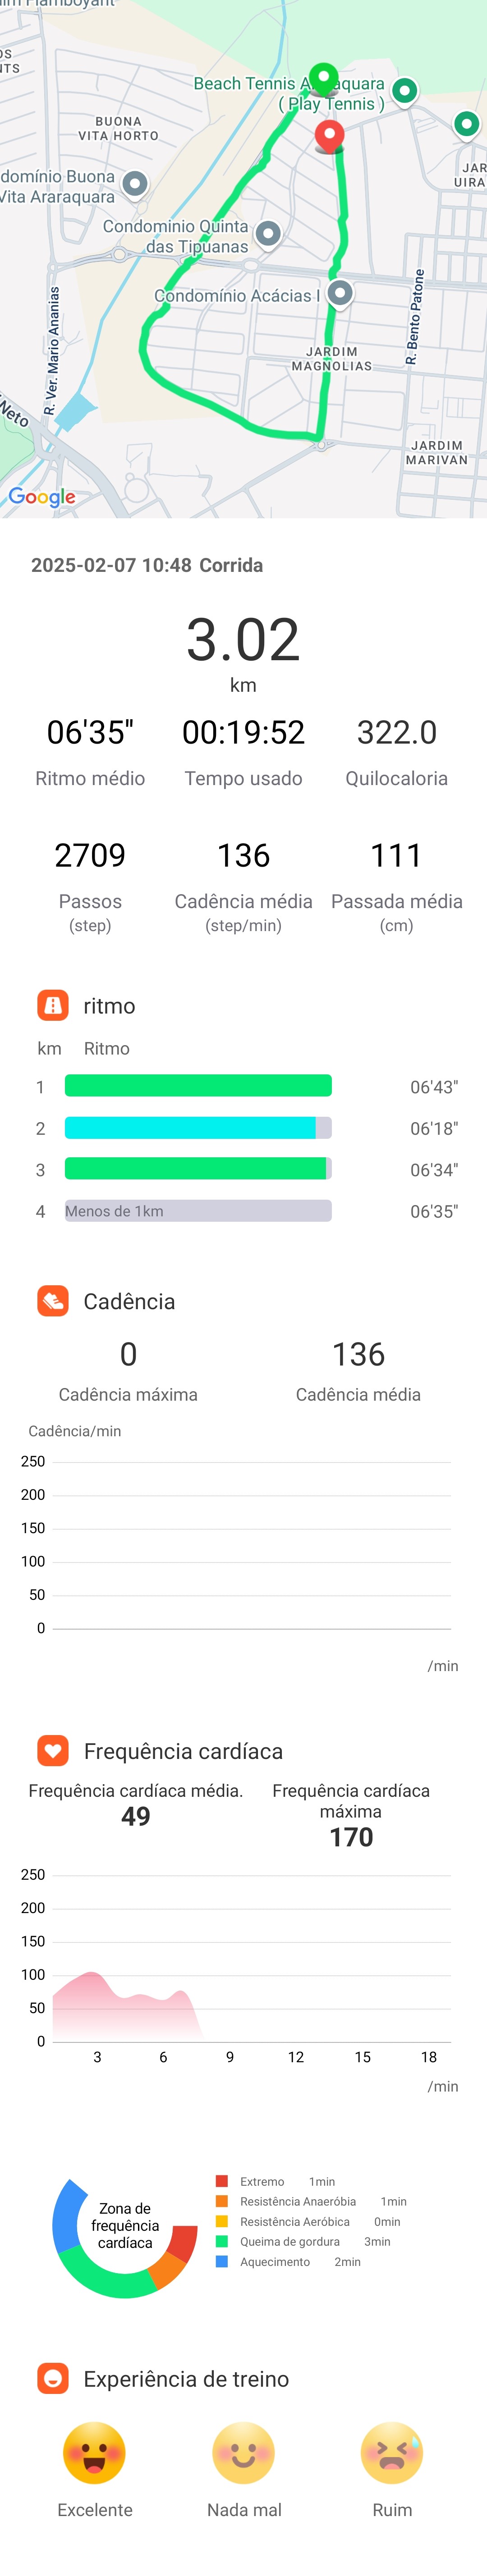 Beach Tennis A aquara
( Play Tennis )
BUONA
VITA HORTO
domínio Buona
Vita Araraquara
JAR
UIRA
Condominio Quinta
das Tipuanas
Condomínio Acácias I
R. Ver. Mario Ananias
R. Bento Patone
JARDIM
MAGNOLIAS
Neto
JARDIM
MARIVAN
Google
2025-02-07 10:48 Corrida
3.02
km
06'35" 00:19:52 322.0
Ritmo médio Tempo usado Quilocaloria
2709 136 111
Passos Cadência média Passada média
(step) (step/min) (cm)
ritmo
km Ritmo
1 06'43"
2 06'18"
3 06'34"
4 Menos de 1km 06'35"
Cadência
0 136
Cadência máxima Cadência média
Cadência/min
250
200
150
100
50
0
/min
Frequência cardíaca
Frequência cardíaca média. Frequência cardíaca
máxima
49
170
250
200
150
100
50
0
3 6 9 12 15 18
/min
Zona de
frequência
cardíaca
Extremo 1min
Resistência Anaeróbia 1min
Resistência Aeróbica 0min
Queima de gordura 3min
Aquecimento 2min
Experiência de treino
Excelente Nada mal Ruim